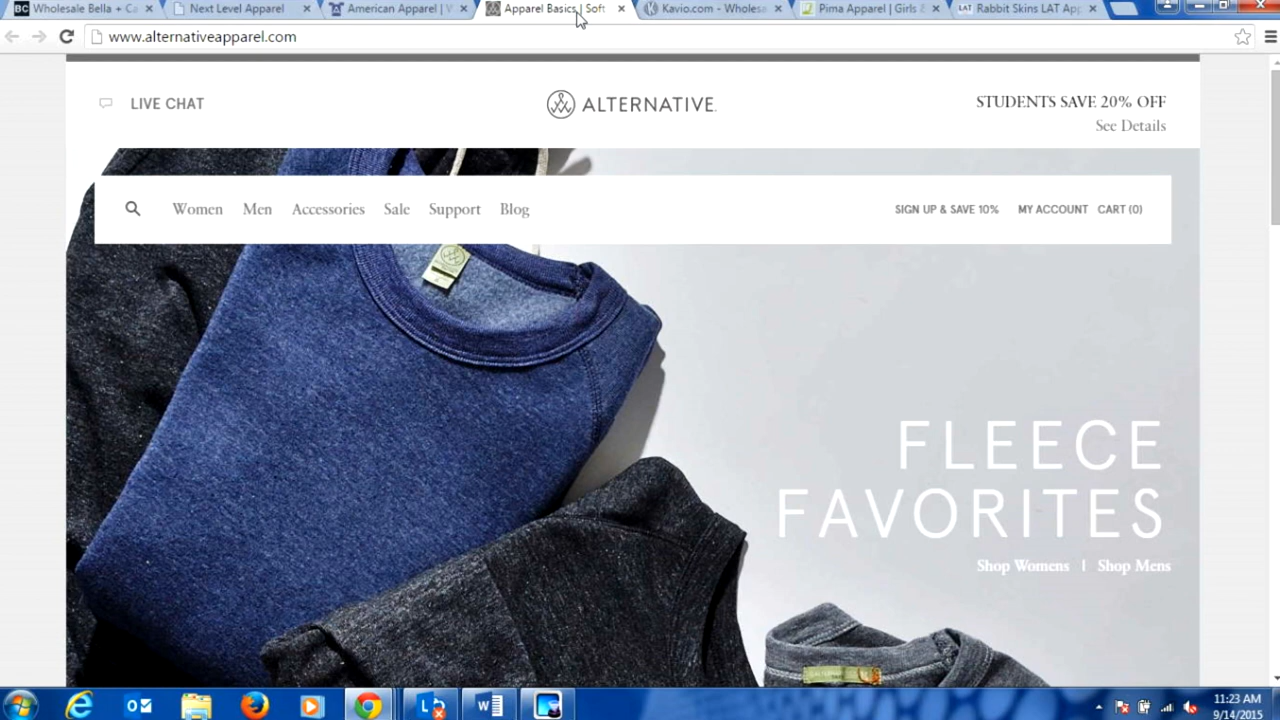 Wholesale Bella + Ca
Next Level Apparel
American Apparel | W
Apparel Basics | Soft
Kavio.com - Wholesa
Pima Apparel | Girls &
Rabbit Skins LAT App
www.alternativeapparel.com
LIVE CHAT
ALTERNATIVE.
STUDENTS SAVE 20% OFF
See Details
Women Men Accessories Sale Support Blog
SIGN UP & SAVE 10% MY ACCOUNT CART (0)
FLEECE
FAVORITES
Shop Womens | Shop Mens
11:23 AM
9/14/2015